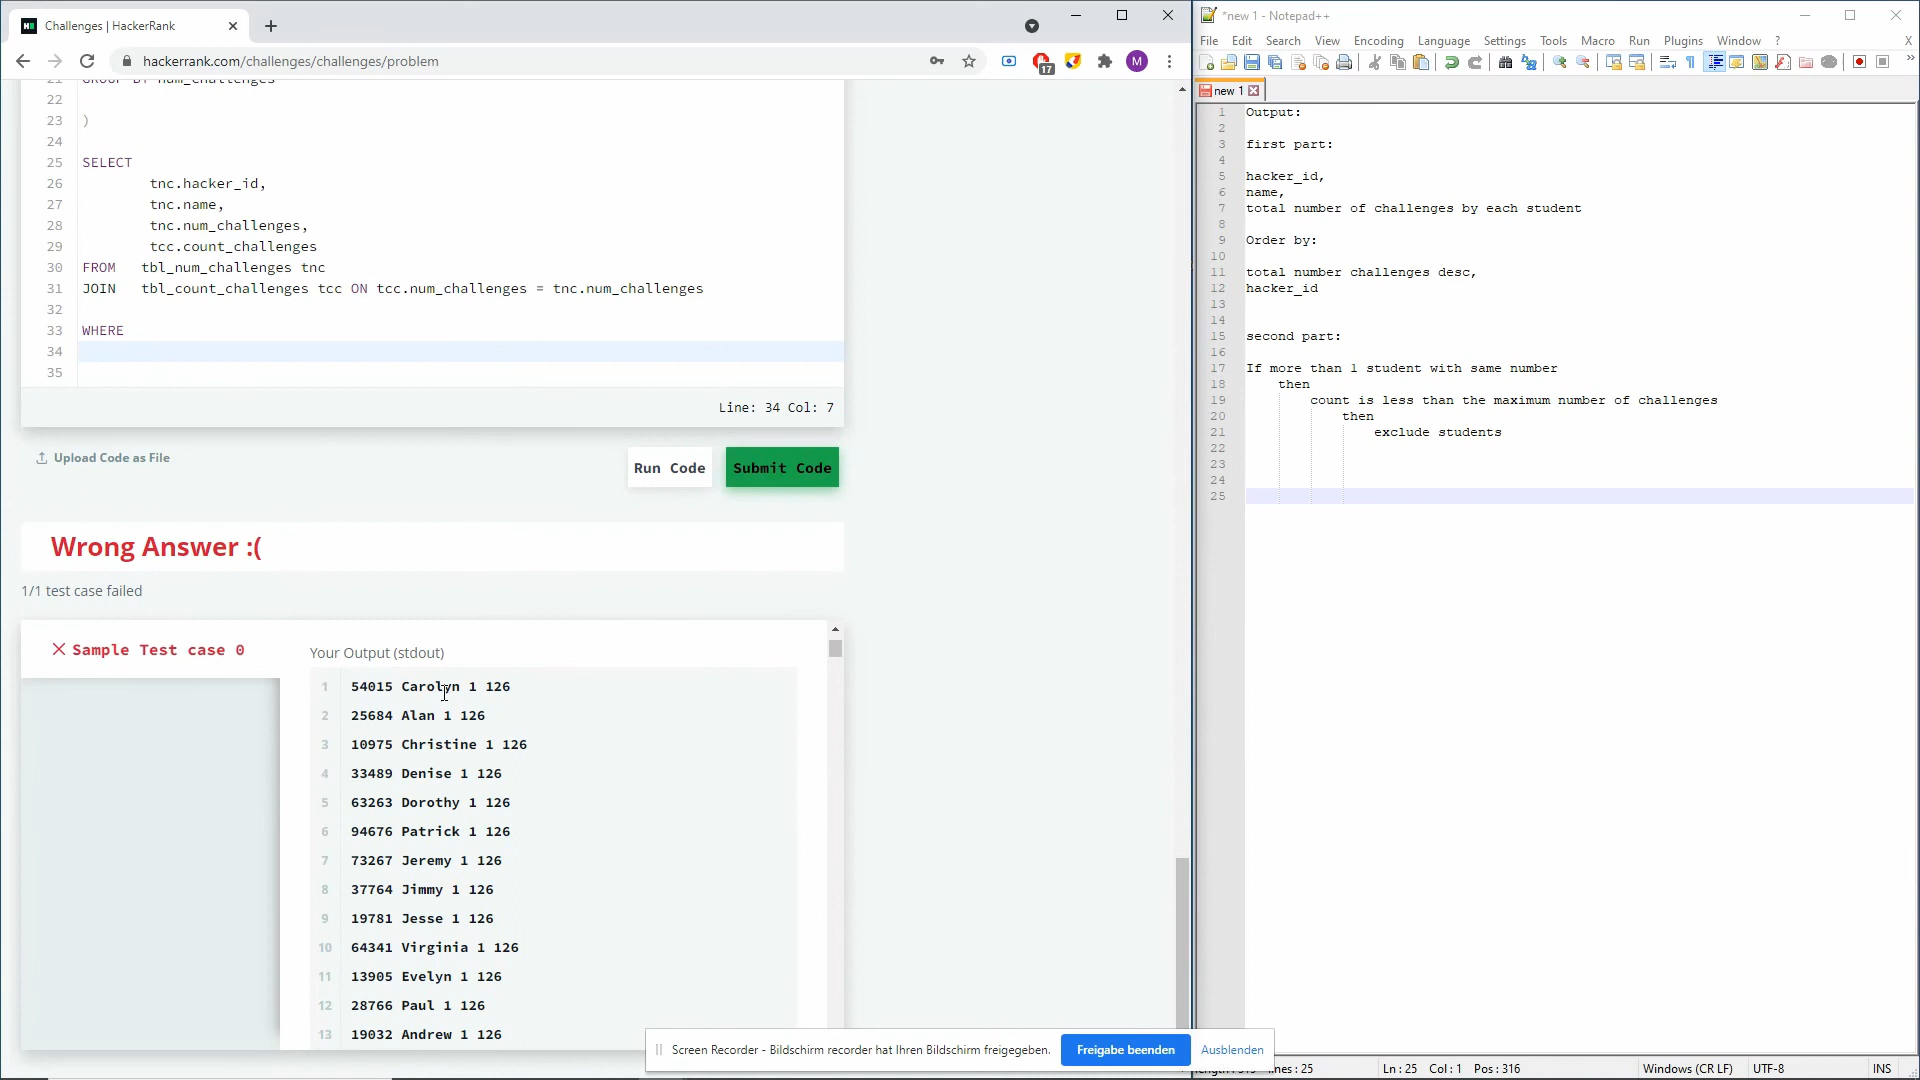 Challenges | HackerRank
hackerrank.com/challenges/challenges/problem
17
M
21 GROUP BY num_challenges
22
23 )
24
25 SELECT
26 tnc.hacker_id,
27 tnc.name,
28 tnc.num_challenges,
29 tcc.count_challenges
30 FROM tbl_num_challenges tnc
31 JOIN tbl_count_challenges tcc ON tcc.num_challenges = tnc.num_challenges
32
33 WHERE
34
35
Line: 34 Col: 7
Upload Code as File
Run Code
Submit Code
Wrong Answer :(
1/1 test case failed
Sample Test case 0
Your Output (stdout)
1 54015 Carolyn 1 126
2 25684 Alan 1 126
3 10975 Christine 1 126
4 33489 Denise 1 126
5 63263 Dorothy 1 126
6 94676 Patrick 1 126
7 73267 Jeremy 1 126
8 37764 Jimmy 1 126
9 19781 Jesse 1 126
10 64341 Virginia 1 126
11 13905 Evelyn 1 126
12 28766 Paul 1 126
13 19032 Andrew 1 126
Screen Recorder - Bildschirm recorder hat Ihren Bildschirm freigegeben.
Freigabe beenden
Ausblenden
*new 1 - Notepad++
File Edit Search View Encoding Language Settings Tools Macro Run Plugins Window ? X
new 1
1 Output:
2
3 first part:
4
5 hacker_id,
6 name,
7 total number of challenges by each student
8
9 Order by:
10
11 total number challenges desc,
12 hacker_id
13
14
15 second part:
16
17 If more than 1 student with same number
18 then
19 count is less than the maximum number of challenges
20 then
21 exclude students
22
23
24
25
lines : 25
Ln : 25 Col : 1 Pos : 316
Windows (CR LF)
UTF-8
INS